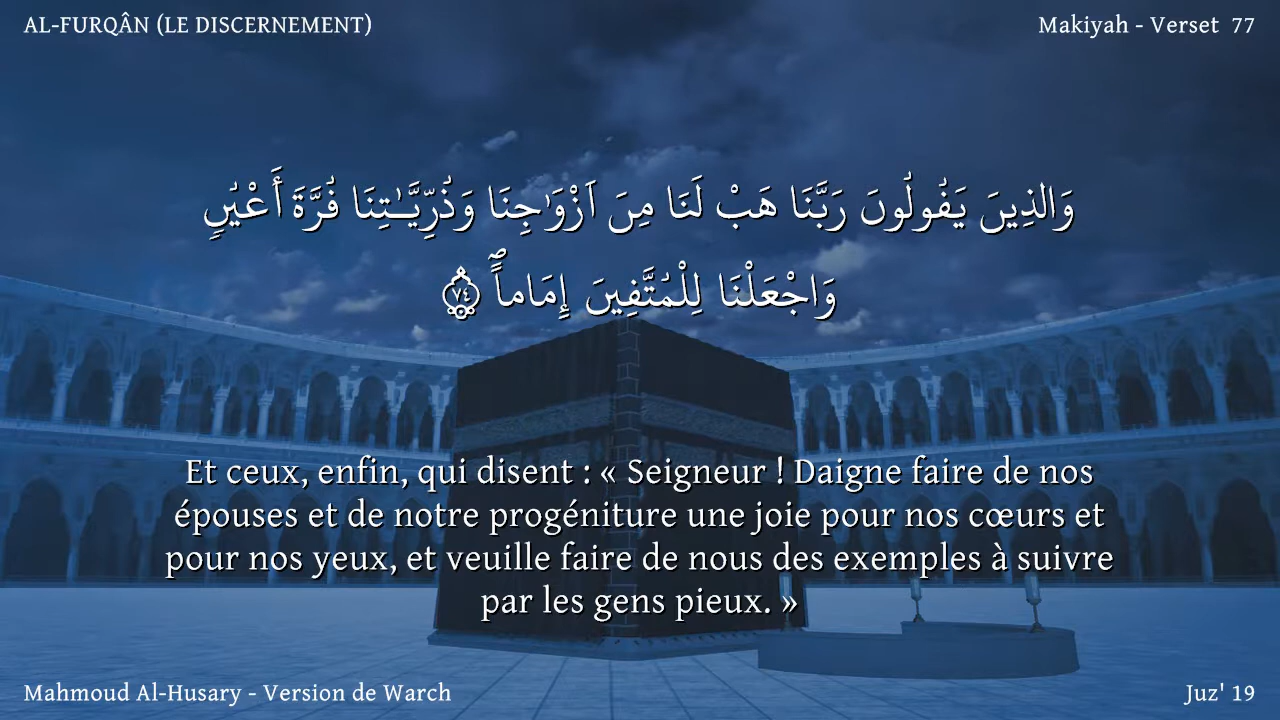 AL-FURQÂN (LE DISCERNEMENT)
Makiyah - Verset 77
وَالذِينَ يَقُولُونَ رَبَّنَا هَبْ لَنَا مِنَ اَزْوَٰجِنَا وَذُرِّيَّـٰتِنَا قُرَّةَ أَعْيُنٖ
وَاجْعَلْنَا لِلْمُتَّقِينَ إِمَاماًۖ ٧٤
Et ceux, enfin, qui disent : « Seigneur ! Daigne faire de nos
épouses et de notre progéniture une joie pour nos cœurs et
pour nos yeux, et veuille faire de nous des exemples à suivre
par les gens pieux. »
Mahmoud Al-Husary - Version de Warch
Juz' 19